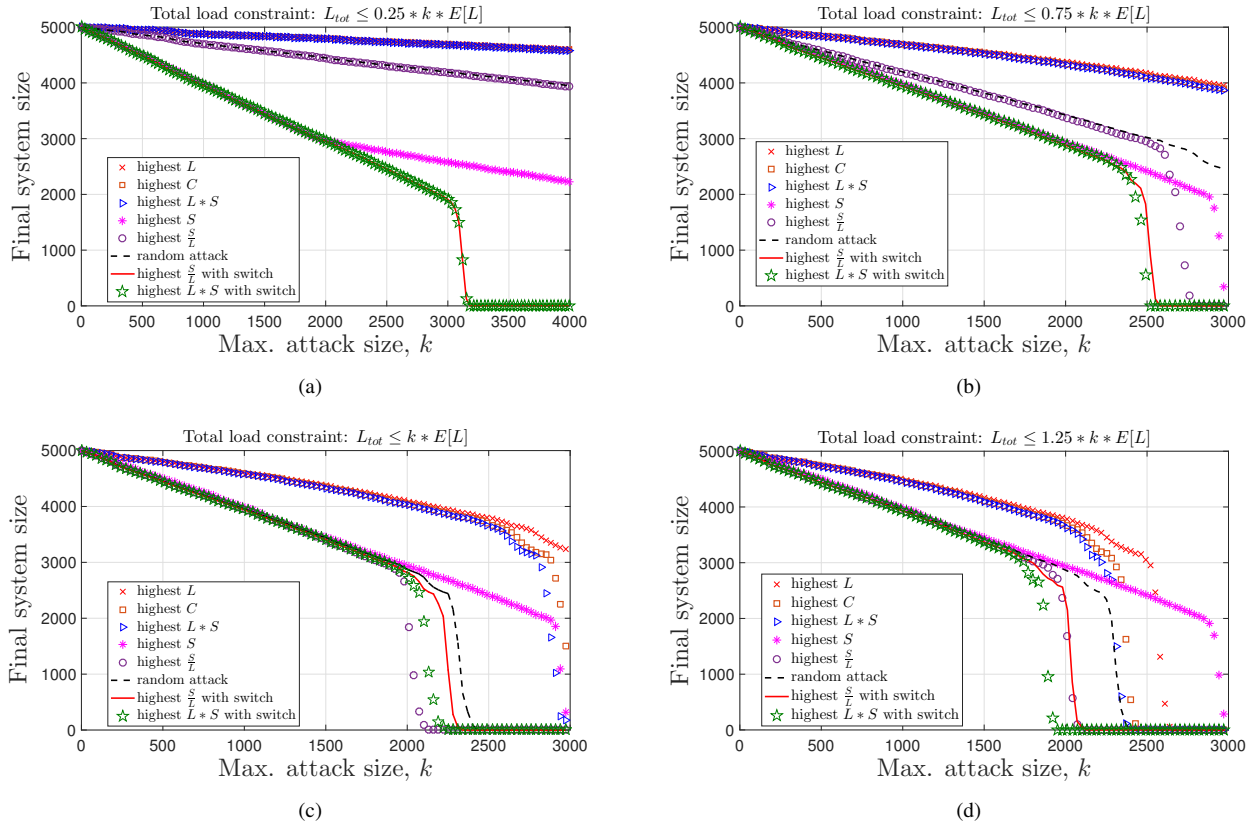 Total load constraint: $L_{tot} \leq 0.25 * k * E[L]$
Final system size
5000
4000
3000
2000
1000
0
highest L
highest C
highest L ∗ S
highest S
highest $\frac{S}{L}$
random attack
highest $\frac{S}{L}$ with switch
highest L ∗ S with switch
0 500 1000 1500 2000 2500 3000 3500 4000
Max. attack size, k
(a)
Total load constraint: $L_{tot} \leq 0.75 * k * E[L]$
Final system size
5000
4000
3000
2000
1000
0
highest L
highest C
highest L ∗ S
highest S
highest $\frac{S}{L}$
random attack
highest $\frac{S}{L}$ with switch
highest L ∗ S with switch
0 500 1000 1500 2000 2500 3000
Max. attack size, k
(b)
Total load constraint: $L_{tot} \leq k * E[L]$
Final system size
5000
4000
3000
2000
1000
0
highest L
highest C
highest L ∗ S
highest S
highest $\frac{S}{L}$
random attack
highest $\frac{S}{L}$ with switch
highest L ∗ S with switch
0 500 1000 1500 2000 2500 3000
Max. attack size, k
(c)
Total load constraint: $L_{tot} \leq 1.25 * k * E[L]$
Final system size
5000
4000
3000
2000
1000
0
highest L
highest C
highest L ∗ S
highest S
highest $\frac{S}{L}$
random attack
highest $\frac{S}{L}$ with switch
highest L ∗ S with switch
0 500 1000 1500 2000 2500 3000
Max. attack size, k
(d)